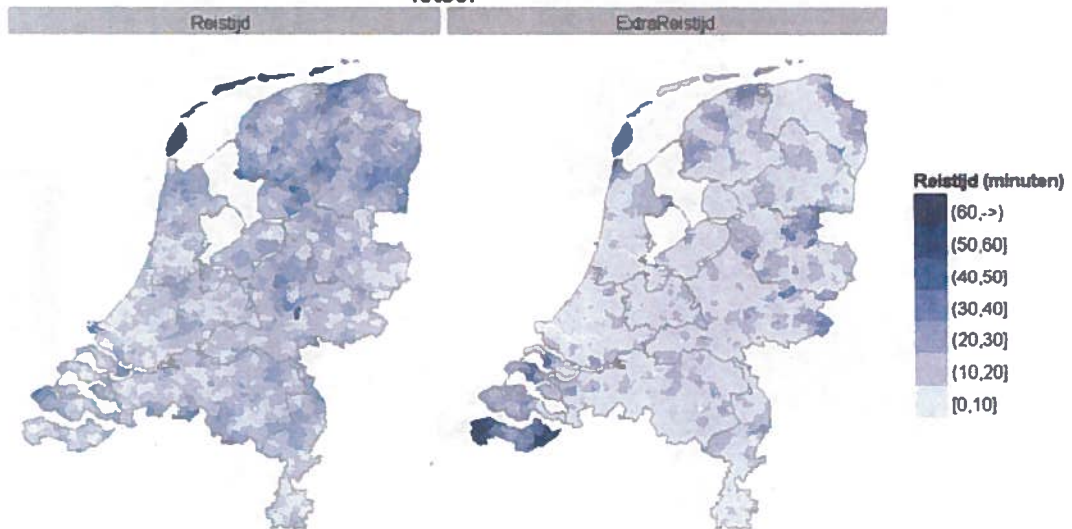 Reistijd
ExtraReistijd
Reistijd (minuten)
(60,->)
(50,60]
(40,50]
(30,40]
(20,30]
(10,20]
[0,10]